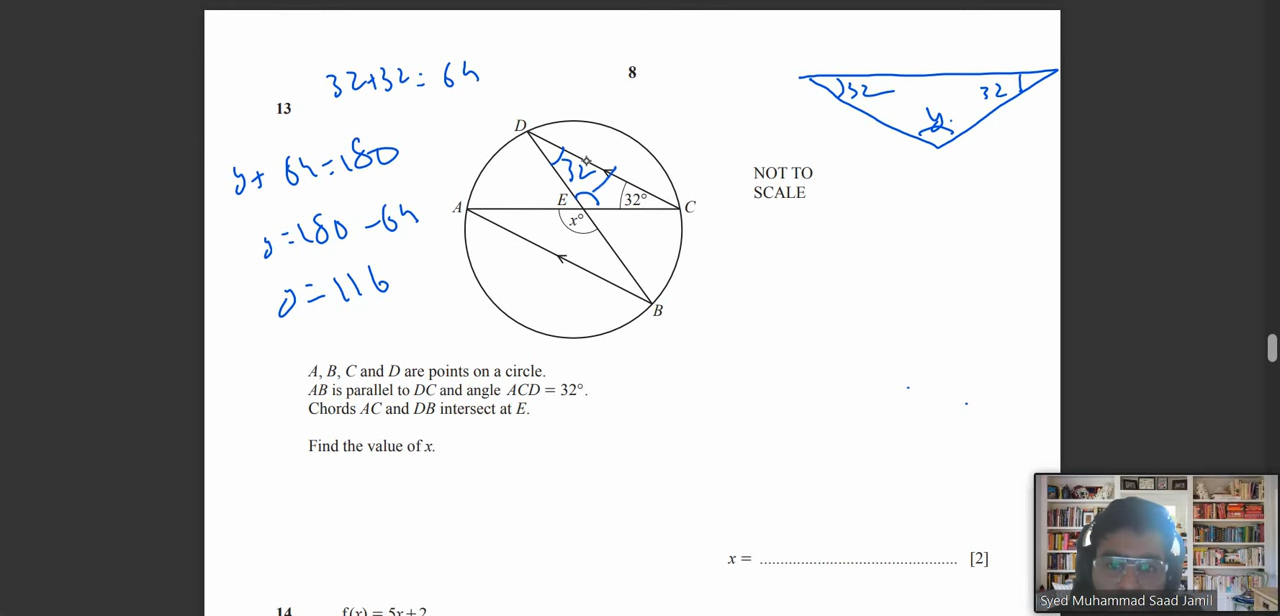 8
32+32 = 64
13
y + 64 = 180
y = 180 - 64
y = 116
32
32
y
D
32
E
32°
C
A
x°
B
NOT TO
SCALE
A, B, C and D are points on a circle.
AB is parallel to DC and angle ACD = 32°.
Chords AC and DB intersect at E.
Find the value of x.
x = ................................................ [2]
14 f(x) = 5x + 2
Syed Muhammad Saad Jamil